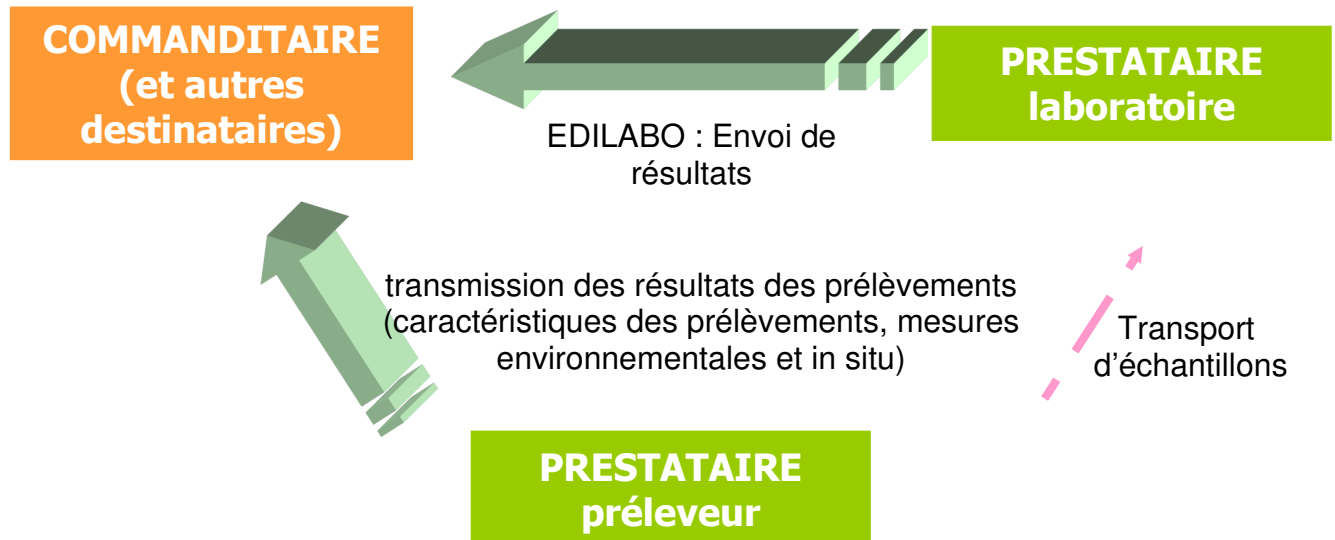 COMMANDITAIRE
(et autres
destinataires)
PRESTATAIRE
laboratoire
EDILABO : Envoi de
résultats
transmission des résultats des prélèvements
(caractéristiques des prélèvements, mesures
environnementales et in situ)
Transport
d’échantillons
PRESTATAIRE
préleveur